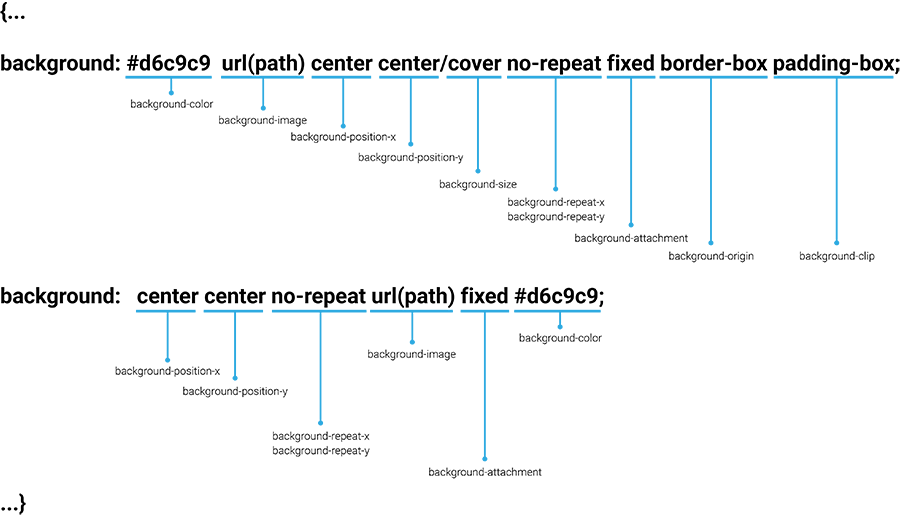 {...
background: #d6c9c9 url(path) center center/cover no-repeat fixed border-box padding-box;
background-color
background-image
background-position-x
background-position-y
background-size
background-repeat-x
background-repeat-y
background-attachment
background-origin
background-clip
background: center center no-repeat url(path) fixed #d6c9c9;
background-color
background-image
background-position-x
background-position-y
background-repeat-x
background-repeat-y
background-attachment
...}